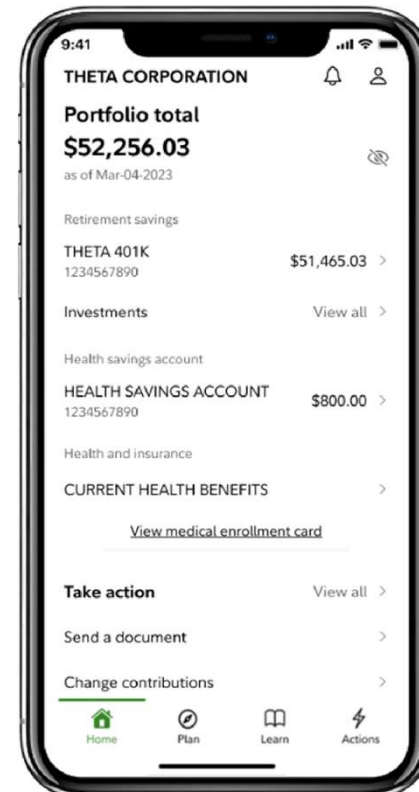 9:41
THETA CORPORATION
Portfolio total
$52,256.03
as of Mar-04-2023
Retirement savings
THETA 401K
1234567890
$51,465.03
Investments
View all
Health savings account
HEALTH SAVINGS ACCOUNT
1234567890
$800.00
Health and insurance
CURRENT HEALTH BENEFITS
View medical enrollment card
Take action
View all
Send a document
Change contributions
Home
Plan
Learn
Actions